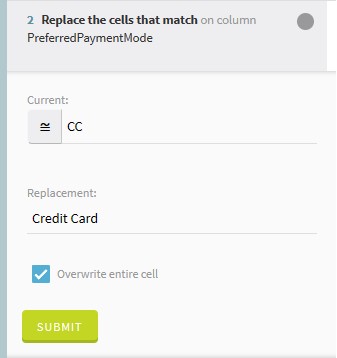 2 Replace the cells that match on column
PreferredPaymentMode
Current:
≅ CC
Replacement:
Credit Card
Overwrite entire cell
SUBMIT